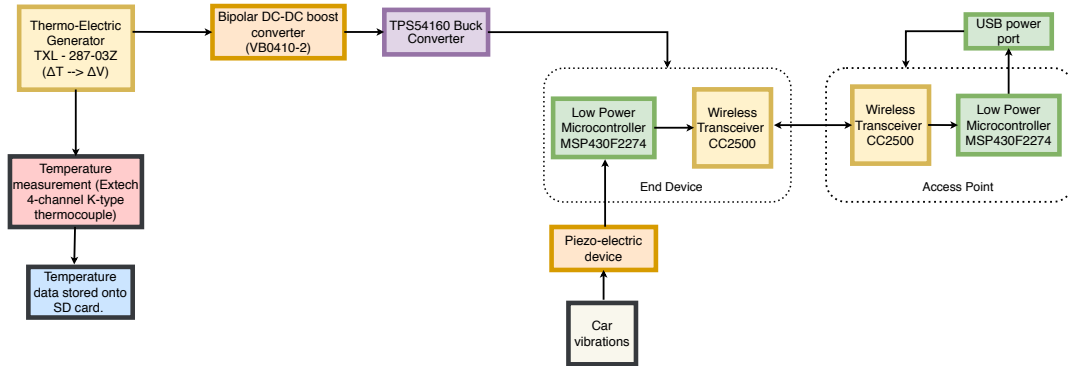 Thermo-Electric
Generator
TXL - 287-03Z
(ΔT --> ΔV)
Bipolar DC-DC boost
converter
(VB0410-2)
TPS54160 Buck
Converter
USB power
port
Low Power
Microcontroller
MSP430F2274
Wireless
Transceiver
CC2500
End Device
Wireless
Transceiver
CC2500
Low Power
Microcontroller
MSP430F2274
Access Point
Temperature
measurement (Extech
4-channel K-type
thermocouple)
Temperature
data stored onto
SD card.
Piezo-electric
device
Car
vibrations